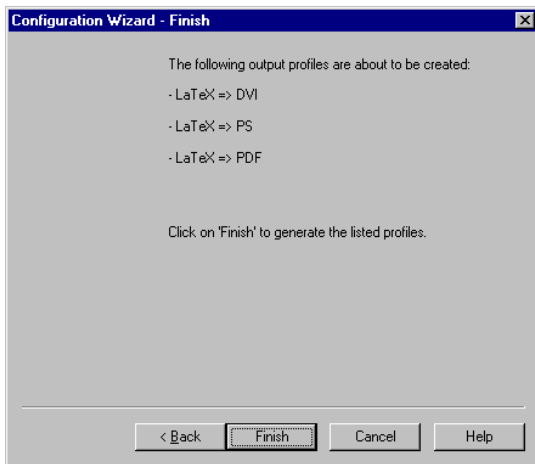 Configuration Wizard - Finish
The following output profiles are about to be created:
- LaTeX => DVI
- LaTeX => PS
- LaTeX => PDF
Click on 'Finish' to generate the listed profiles.
< Back Finish Cancel Help